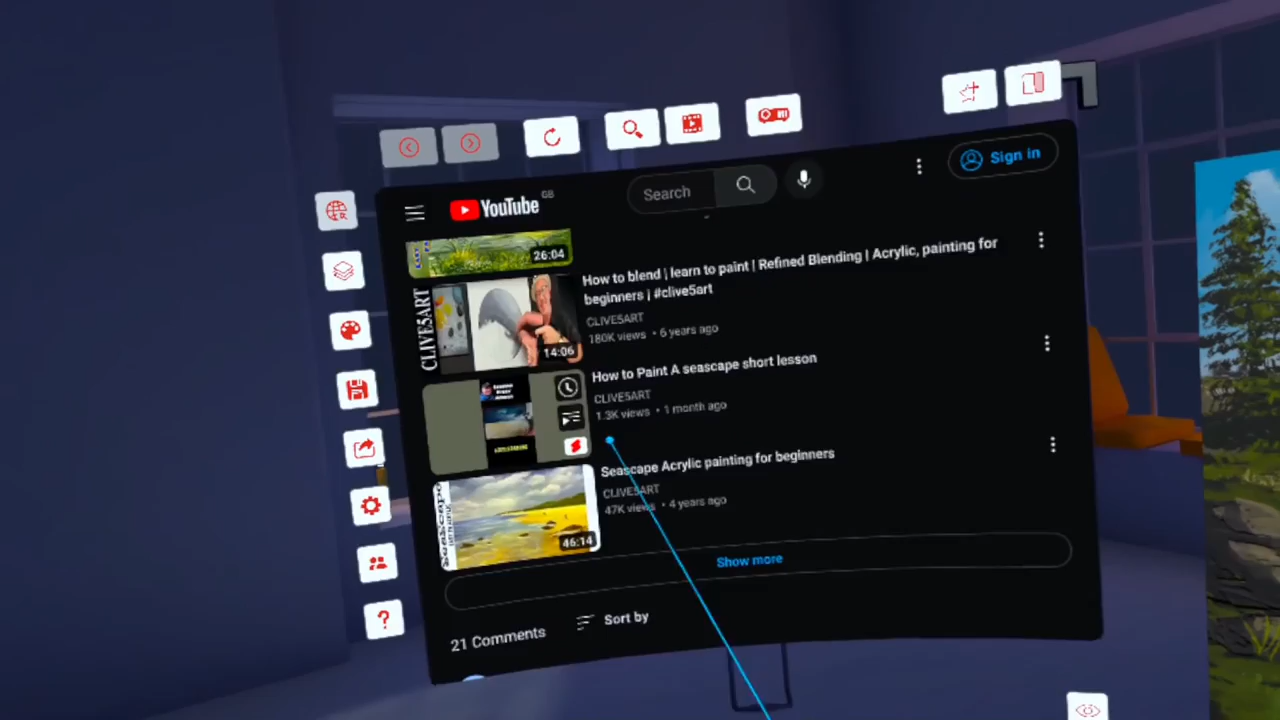 YouTube GB
Search
Sign in
26:04
How to blend | learn to paint | Refined Blending | Acrylic, painting for
beginners | #clive5art
CLIVE5ART
180K views • 6 years ago
CLIVE5ART
14:06
How to Paint A seascape short lesson
CLIVE5ART
1.3K views • 1 month ago
Seascape Acrylic painting for beginners
CLIVE5ART
47K views • 4 years ago
Seascape
46:14
Show more
21 Comments
Sort by
?